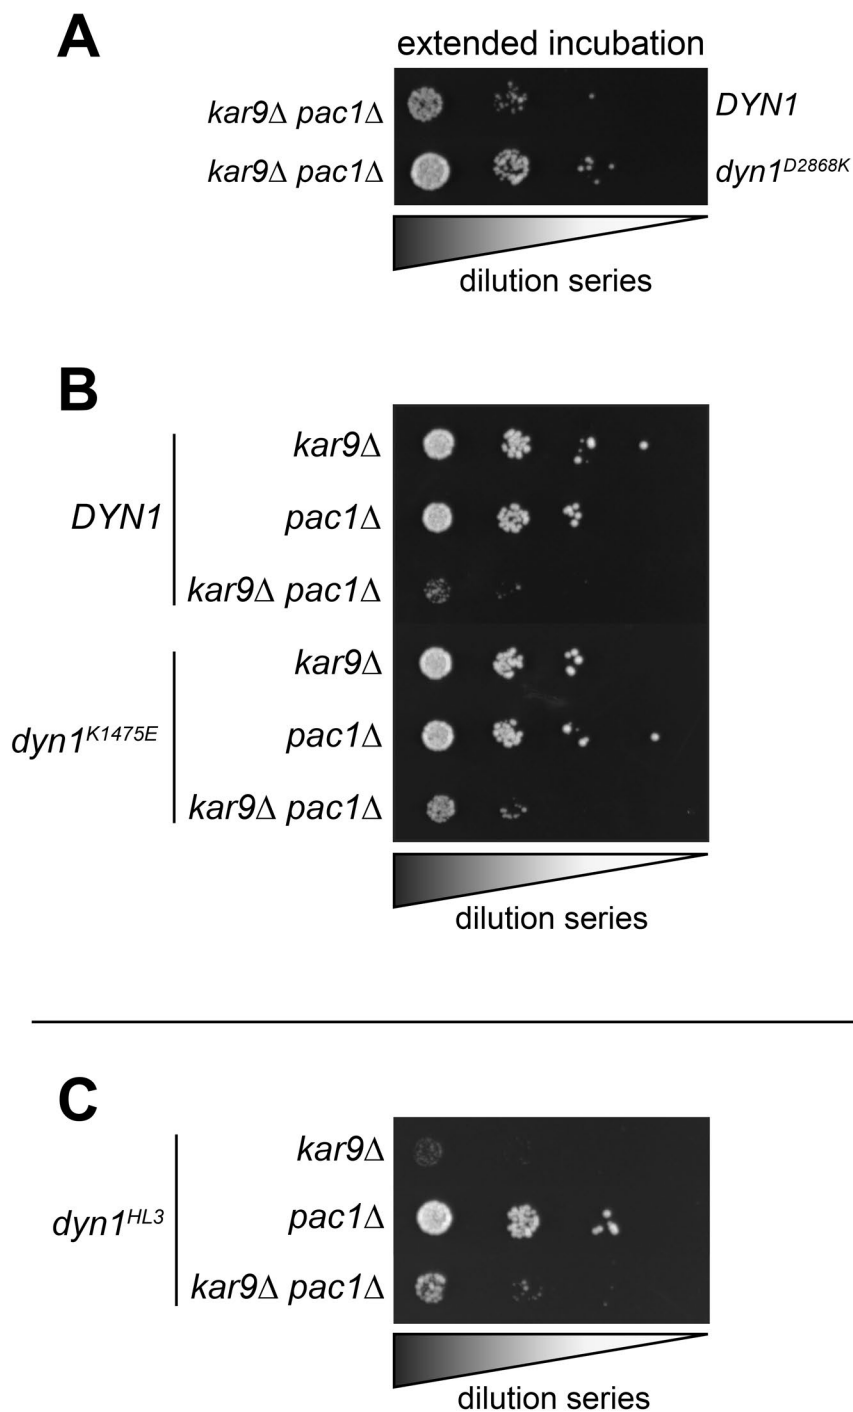 A
extended incubation
kar9Δ pac1Δ
DYN1
kar9Δ pac1Δ
dyn1D2868K
dilution series
B
kar9Δ
DYN1
pac1Δ
kar9Δ pac1Δ
kar9Δ
dyn1K1475E
pac1Δ
kar9Δ pac1Δ
dilution series
C
kar9Δ
dyn1HL3
pac1Δ
kar9Δ pac1Δ
dilution series